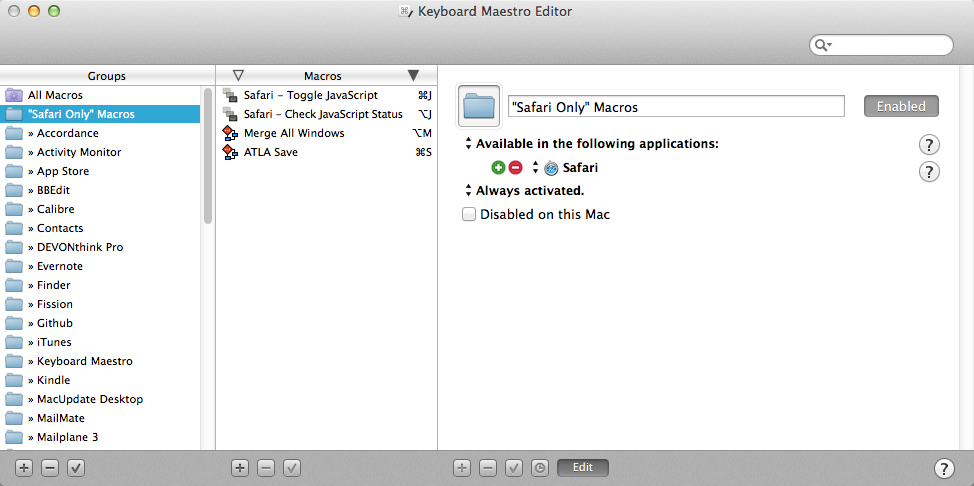 Keyboard Maestro Editor
Groups
Macros
All Macros
"Safari Only" Macros
» Accordance
» Activity Monitor
» App Store
» BBEdit
» Calibre
» Contacts
» DEVONthink Pro
» Evernote
» Finder
» Fission
» Github
» iTunes
» Keyboard Maestro
» Kindle
» MacUpdate Desktop
» MailMate
» Mailplane 3
Safari – Toggle JavaScript ⌘J
Safari – Check JavaScript Status ⌥J
Merge All Windows ⌥M
ATLA Save ⌘S
"Safari Only" Macros
Enabled
Available in the following applications:
?
Safari
?
Always activated.
Disabled on this Mac
Edit
?